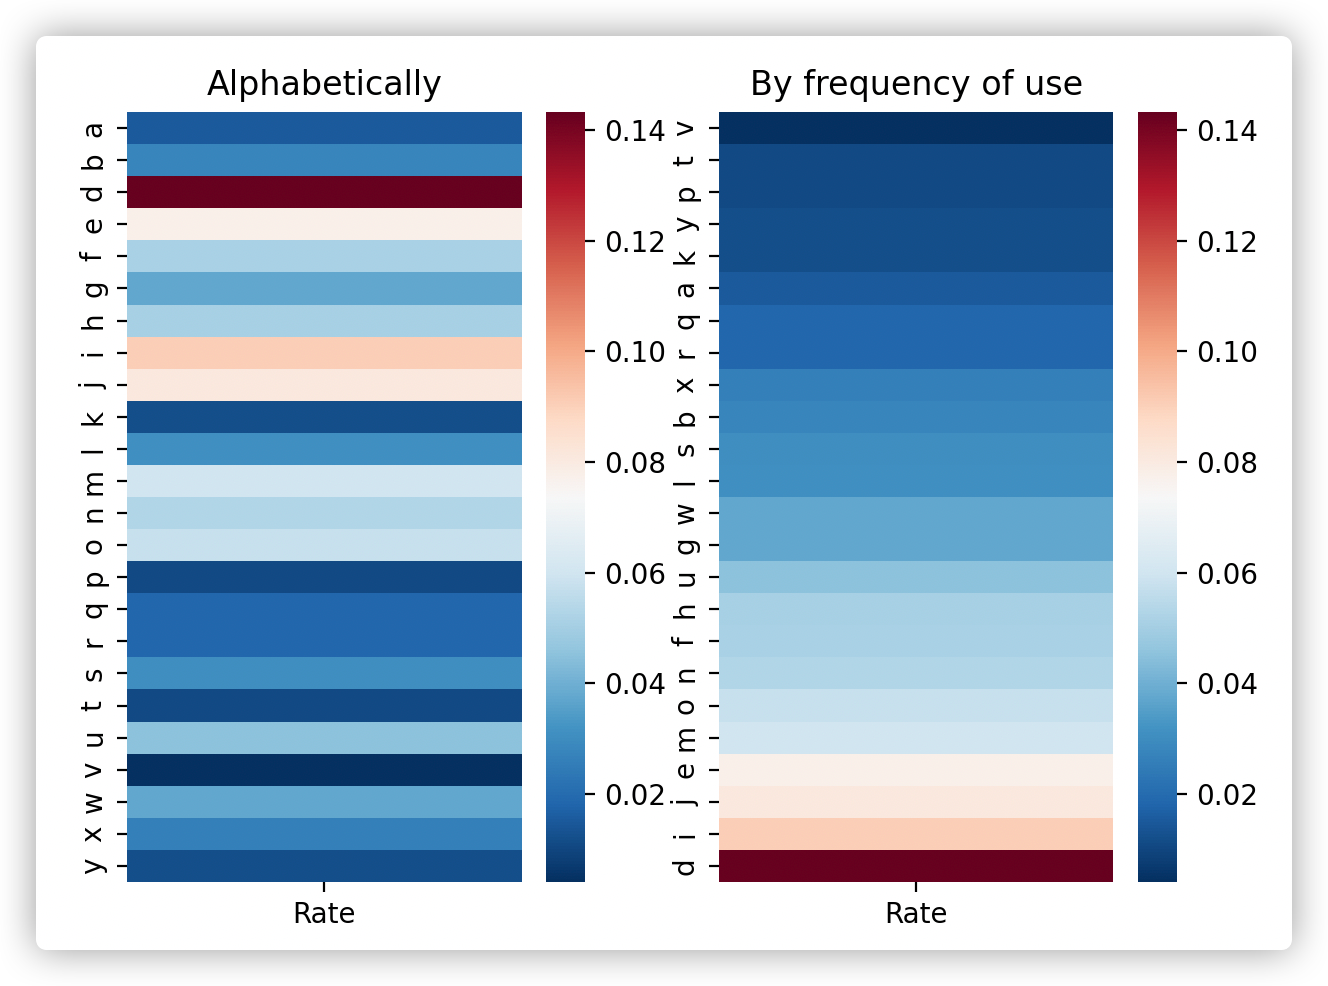 Alphabetically
a
b
d
e
f
g
h
i
j
k
l
m
n
o
p
q
r
s
t
u
v
w
x
y
Rate
0.14
0.12
0.10
0.08
0.06
0.04
0.02
By frequency of use
v
t
p
y
k
a
q
r
x
b
s
l
w
g
u
h
f
n
o
m
e
j
i
d
Rate
0.14
0.12
0.10
0.08
0.06
0.04
0.02